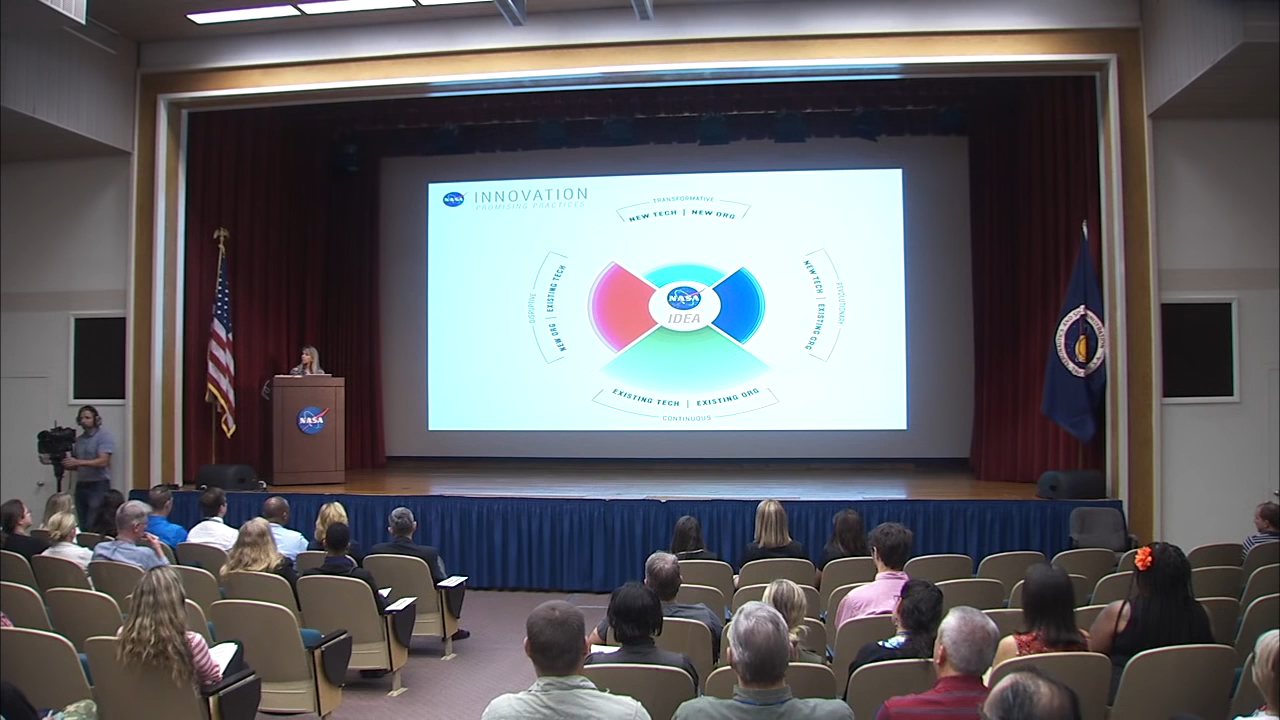 NASA
INNOVATION
PROMISING PRACTICES
TRANSFORMATIVE
NEW TECH | NEW ORG
DISRUPTIVE
NEW ORG | EXISTING TECH
NASA
IDEA
NEW TECH | EXISTING ORG
REVOLUTIONARY
EXISTING TECH | EXISTING ORG
CONTINUOUS
NASA